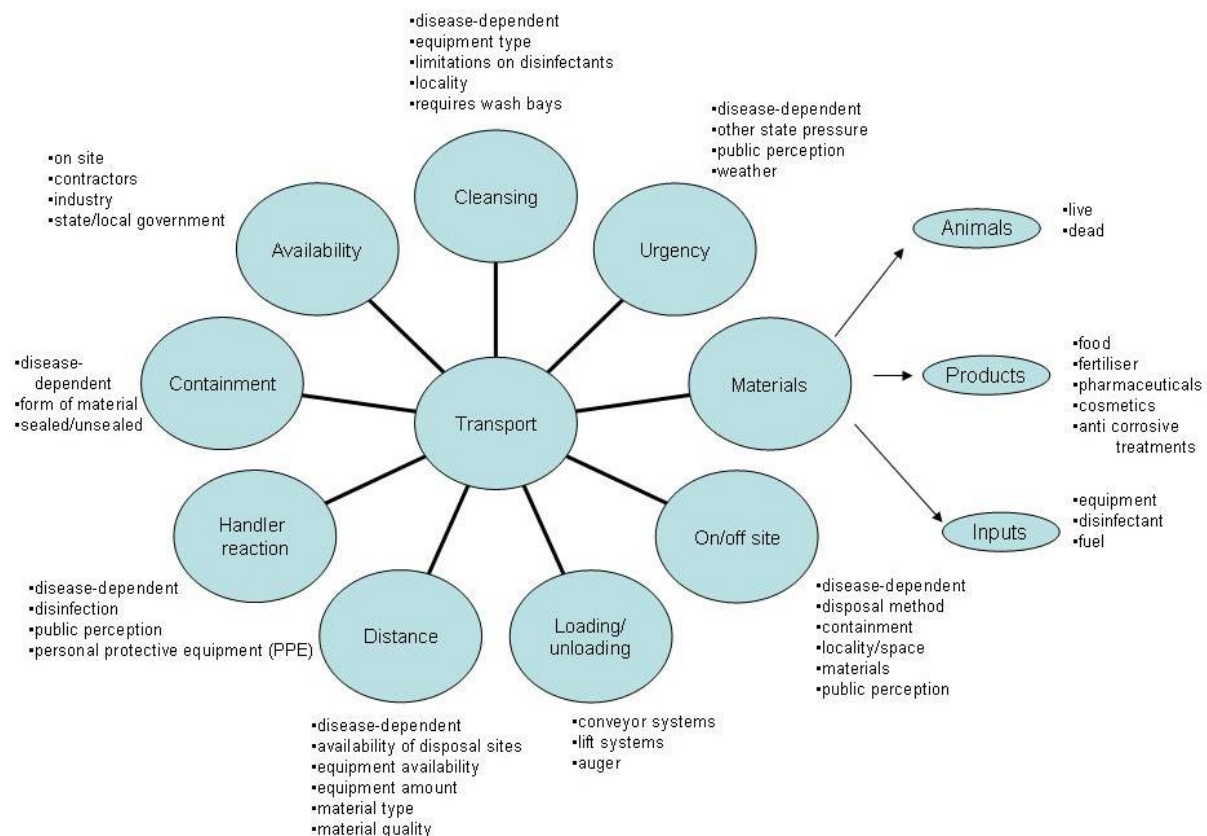 ▪disease-dependent
▪equipment type
▪limitations on disinfectants
▪locality
▪requires wash bays
Cleansing
▪disease-dependent
▪other state pressure
▪public perception
▪weather
Urgency
▪on site
▪contractors
▪industry
▪state/local government
Availability
Animals
▪live
▪dead
Materials
Products
▪food
▪fertiliser
▪pharmaceuticals
▪cosmetics
▪anti corrosive
treatments
Inputs
▪equipment
▪disinfectant
▪fuel
▪disease-
dependent
▪form of material
▪sealed/unsealed
Containment
Transport
Handler
reaction
▪disease-dependent
▪disinfection
▪public perception
▪personal protective equipment (PPE)
Distance
▪disease-dependent
▪availability of disposal sites
▪equipment availability
▪equipment amount
▪material type
▪material quality
Loading/
unloading
▪conveyor systems
▪lift systems
▪auger
On/off site
▪disease-dependent
▪disposal method
▪containment
▪locality/space
▪materials
▪public perception